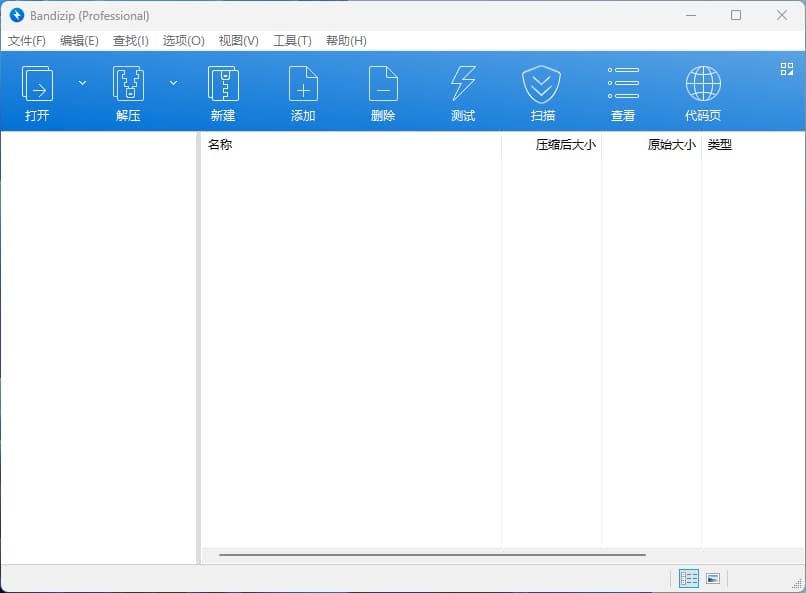 Bandizip (Professional)
文件(F) 编辑(E) 查找(I) 选项(O) 视图(V) 工具(T) 帮助(H)
打开 解压 新建 添加 删除 测试 扫描 查看 代码页
名称 压缩后大小 原始大小 类型